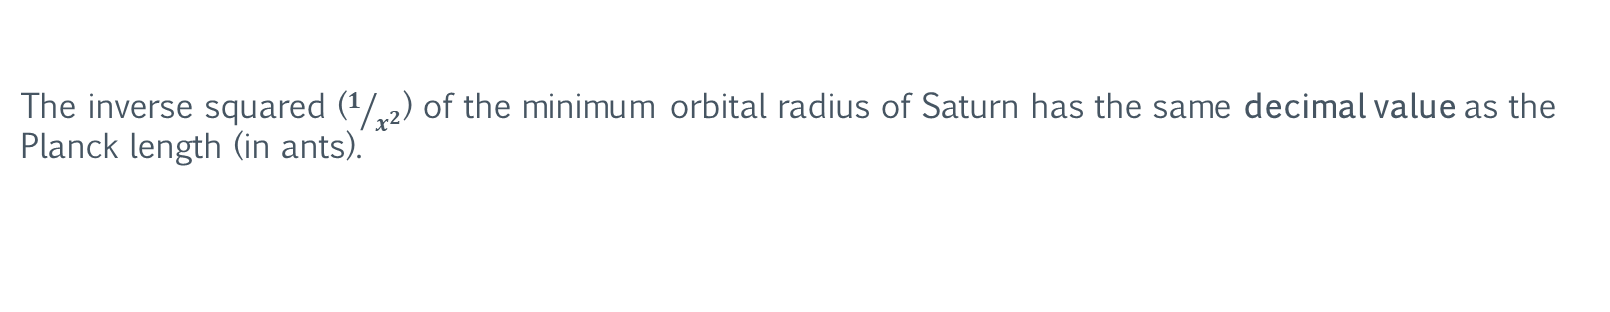 The inverse squared (¹/ₓ²) of the minimum orbital radius of Saturn has the same decimal value as the
Planck length (in ants).